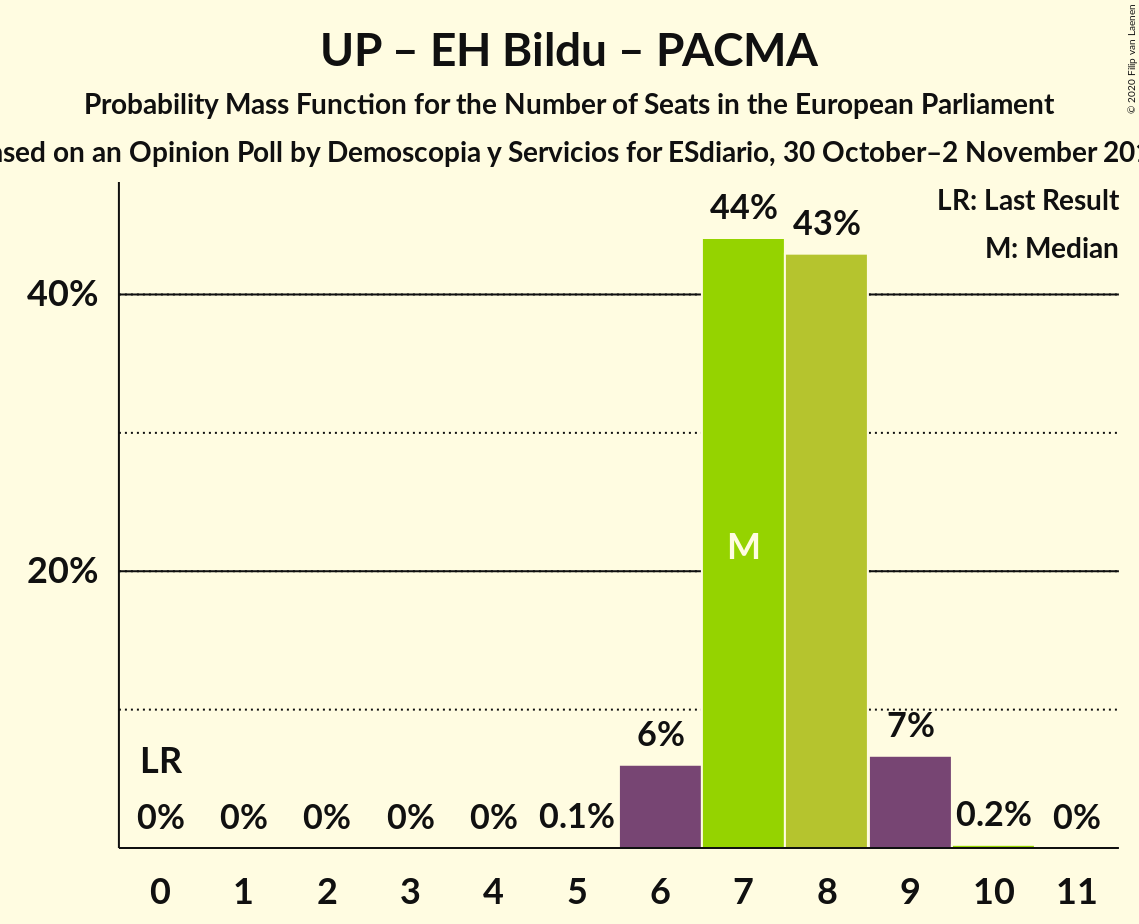 UP – EH Bildu – PACMA
Probability Mass Function for the Number of Seats in the European Parliament
on an Opinion Poll by Demoscopia y Servicios for ESdiario, 30 October–2 November
© 2020 Filip van Laenen
LR: Last Result
M: Median
44%
43%
40%
M
20%
6%
7%
LR
0%
0%
0%
0%
0%
0.1%
0.2%
0%
0 1 2 3 4 5 6 7 8 9 10 11